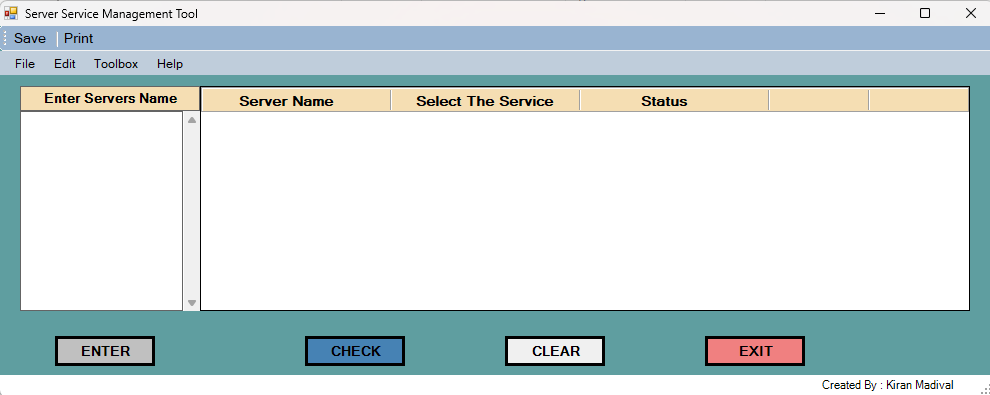 Server Service Management Tool
Save Print
File Edit Toolbox Help
Enter Servers Name Server Name Select The Service Status
ENTER CHECK CLEAR EXIT
Created By : Kiran Madival